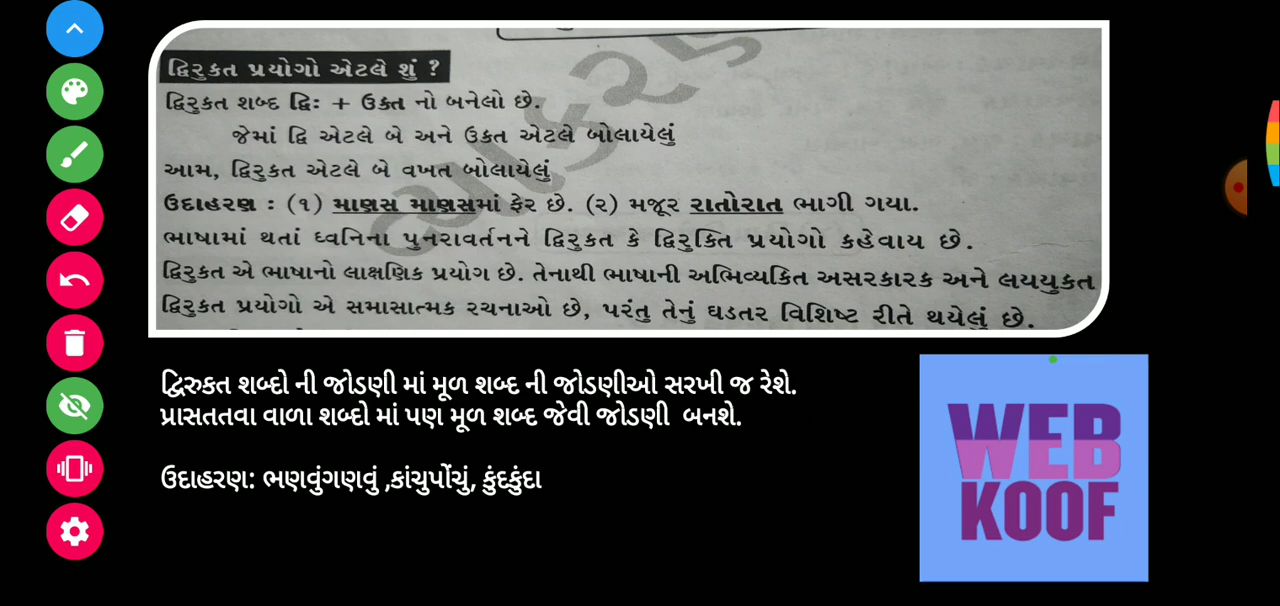 દ્વિરુકત પ્રયોગો એટલે શું ?
દ્વિરુકત શબ્દ દ્વિઃ + ઉક્ત નો બનેલો છે.
જેમાં દ્વિ એટલે બે અને ઉકત એટલે બોલાયેલું
આમ, દ્વિરુકત એટલે બે વખત બોલાયેલું
ઉદાહરણ : (૧) માણસ માણસમાં ફેર છે. (૨) મજૂર રાતોરાત ભાગી ગયા.
ભાષામાં થતાં ધ્વનિના પુનરાવર્તનને દ્વિરુકત કે દ્વિરુક્તિ પ્રયોગો કહેવાય છે.
દ્વિરુકત એ ભાષાનો લાક્ષણિક પ્રયોગ છે. તેનાથી ભાષાની અભિવ્યકિત અસરકારક અને લયયુકત
દ્વિરુકત પ્રયોગો એ સમાસાત્મક રચનાઓ છે, પરંતુ તેનું ઘડતર વિશિષ્ટ રીતે થયેલું છે.
વ્યાકરણ
દ્વિરુકત શબ્દો ની જોડણી માં મૂળ શબ્દ ની જોડણીઓ સરખી જ રેશે.
પ્રાસતતવા વાળા શબ્દો માં પણ મૂળ શબ્દ જેવી જોડણી બનશે.
ઉદાહરણ: ભણવુંગણવું ,કાંચુપોંચું, કુંદકુંદા
WEB
KOOF